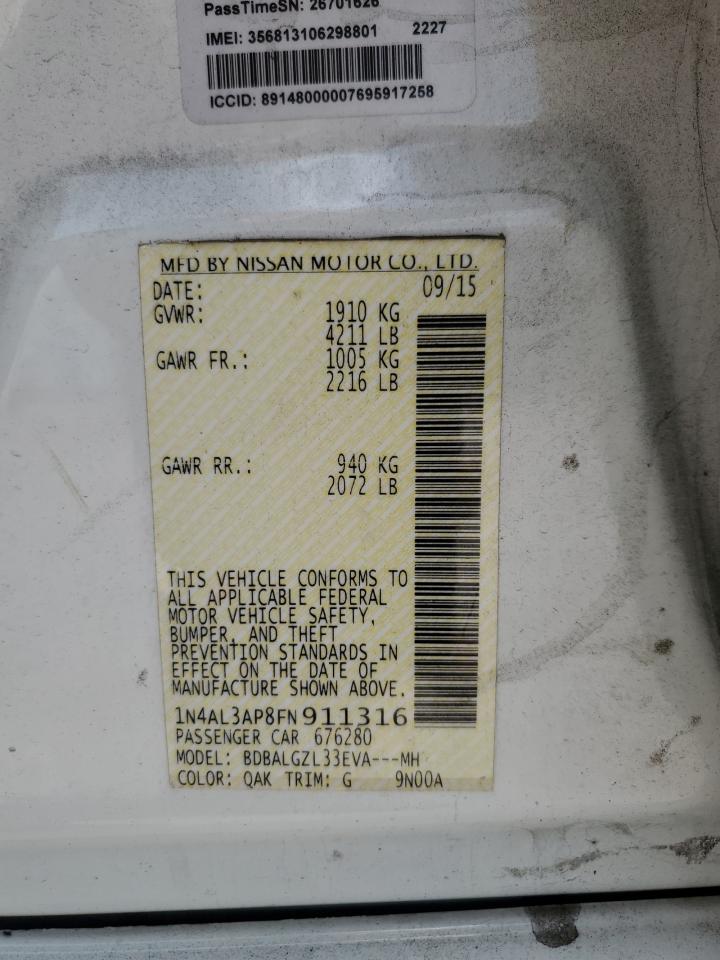 PassTimeSN: 26701626
IMEI: 356813106298801 2227
ICCID: 89148000007695917258
MFD BY NISSAN MOTOR CO., LTD.
DATE: 09/15
GVWR: 1910 KG
4211 LB
GAWR FR.: 1005 KG
2216 LB
GAWR RR.: 940 KG
2072 LB
THIS VEHICLE CONFORMS TO
ALL APPLICABLE FEDERAL
MOTOR VEHICLE SAFETY,
BUMPER, AND THEFT
PREVENTION STANDARDS IN
EFFECT ON THE DATE OF
MANUFACTURE SHOWN ABOVE.
1N4AL3AP8FN911316
PASSENGER CAR 676280
MODEL: BDBALGZL33EVA---MH
COLOR: QAK TRIM: G 9N00A